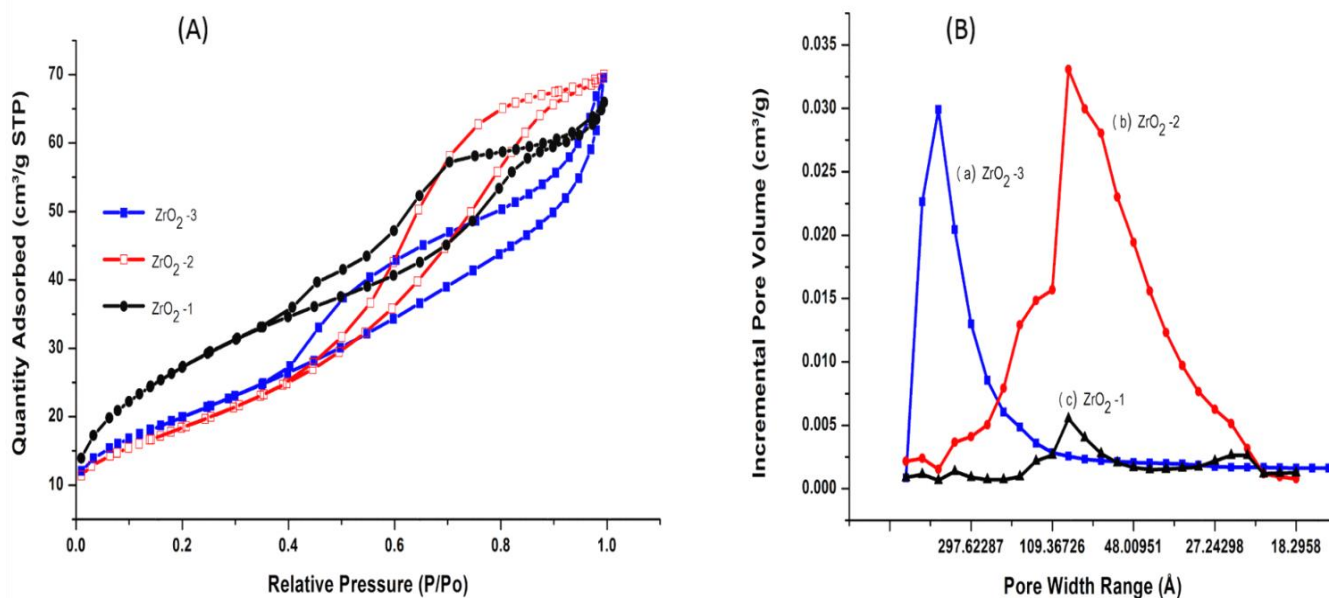 (A)
Quantity Adsorbed (cm³/g STP)
70
60
50
40
30
20
10
ZrO₂-3
ZrO₂-2
ZrO₂-1
0.0 0.2 0.4 0.6 0.8 1.0
Relative Pressure (P/Po)
(B)
Incremental Pore Volume (cm³/g)
0.035
0.030
0.025
0.020
0.015
0.010
0.005
0.000
(b) ZrO₂-2
(a) ZrO₂-3
(c) ZrO₂-1
297.62287 109.36726 48.00951 27.24298 18.2958
Pore Width Range (Å)